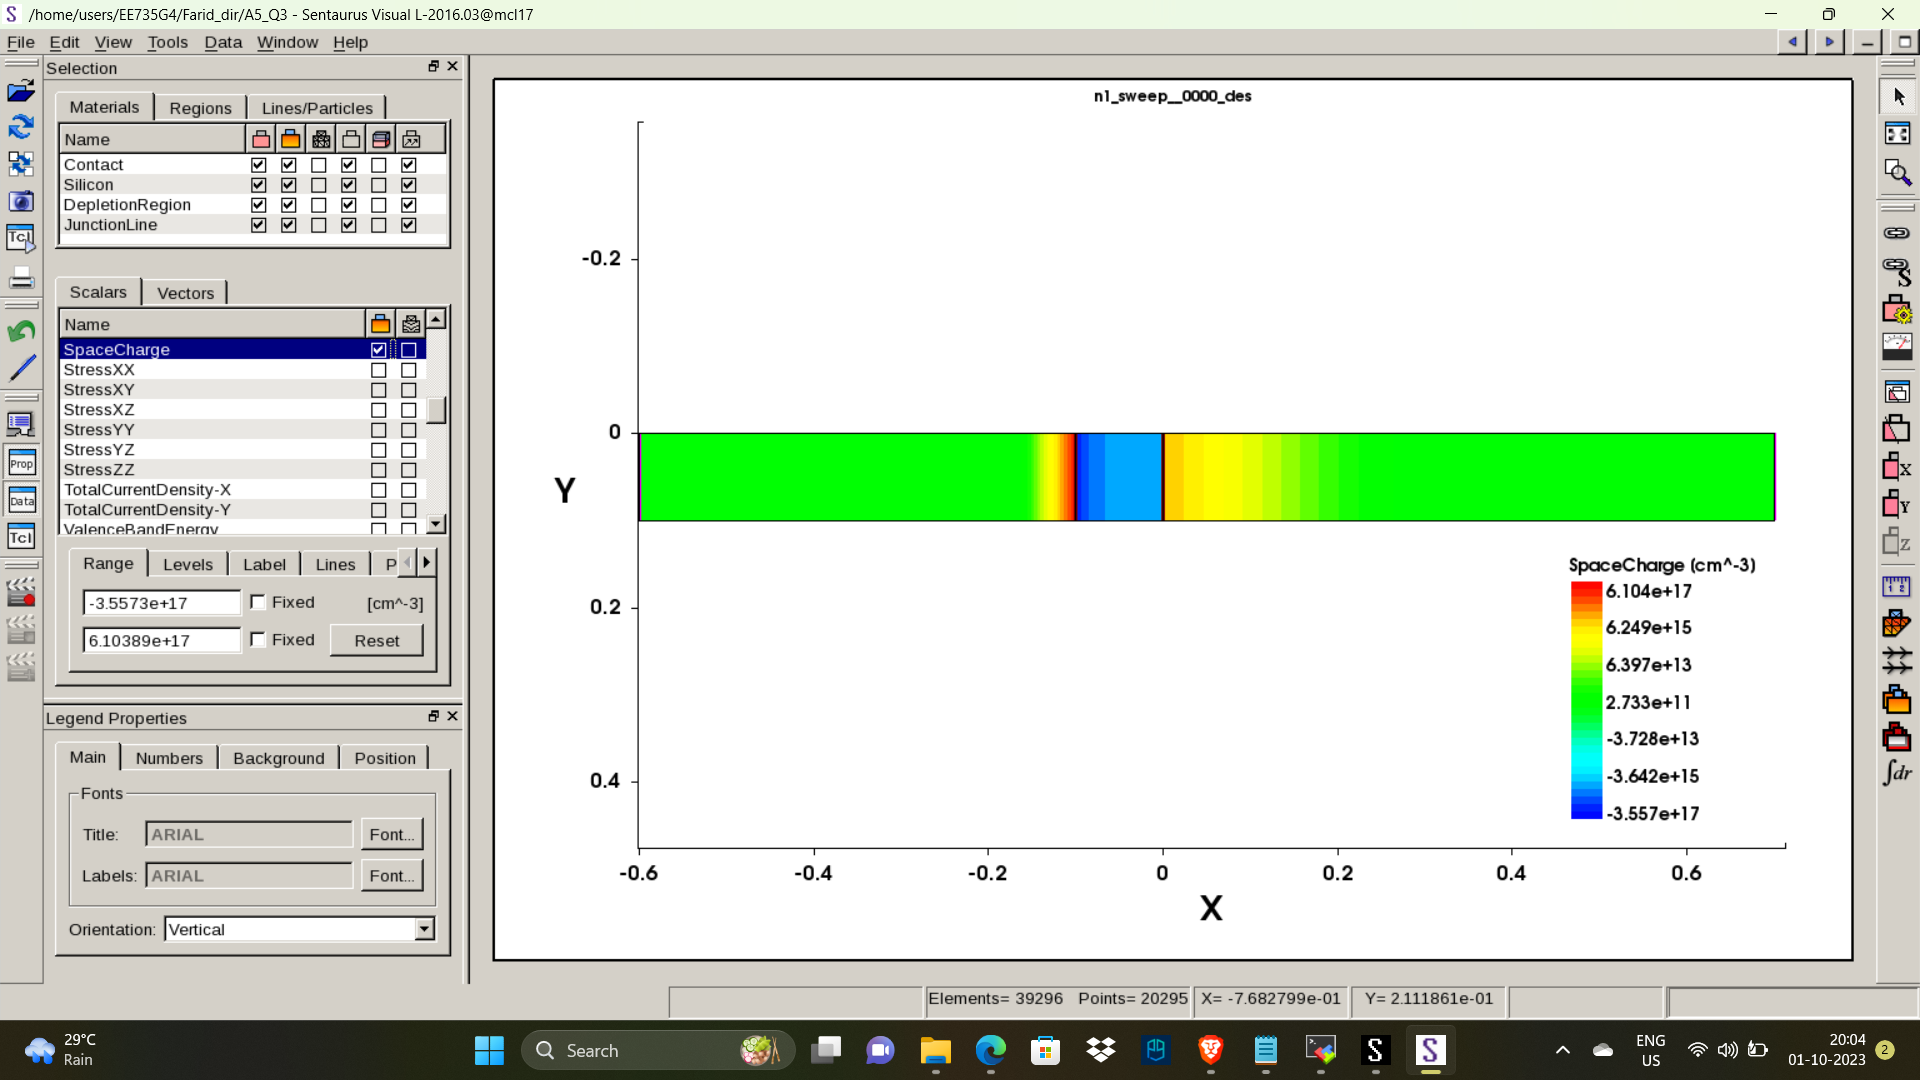 /home/users/EE735G4/Farid_dir/A5_Q3 - Sentaurus Visual L-2016.03@mcl17
File Edit View Tools Data Window Help
Selection
Materials Regions Lines/Particles
Name
Contact
Silicon
DepletionRegion
JunctionLine
Scalars Vectors
Name
SpaceCharge
StressXX
StressXY
StressXZ
StressYY
StressYZ
StressZZ
TotalCurrentDensity-X
TotalCurrentDensity-Y
ValenceBandEnergy
Range Levels Label Lines P
-3.5573e+17 Fixed [cm^-3]
6.10389e+17 Fixed Reset
Legend Properties
Main Numbers Background Position
Fonts
Title: ARIAL Font...
Labels: ARIAL Font...
Orientation: Vertical
Tcl
Prop
Data
Tcl
n1_sweep__0000_des
-0.2
0
0.2
0.4
Y
-0.6 -0.4 -0.2 0 0.2 0.4 0.6
X
SpaceCharge (cm^-3)
6.104e+17
6.249e+15
6.397e+13
2.733e+11
-3.728e+13
-3.642e+15
-3.557e+17
S
X
Y
Z
1 2
∫dr
Elements= 39296 Points= 20295 X= -7.682799e-01 Y= 2.111861e-01
29°C
Rain
Search
S
S
ENG
US
20:04
01-10-2023
2